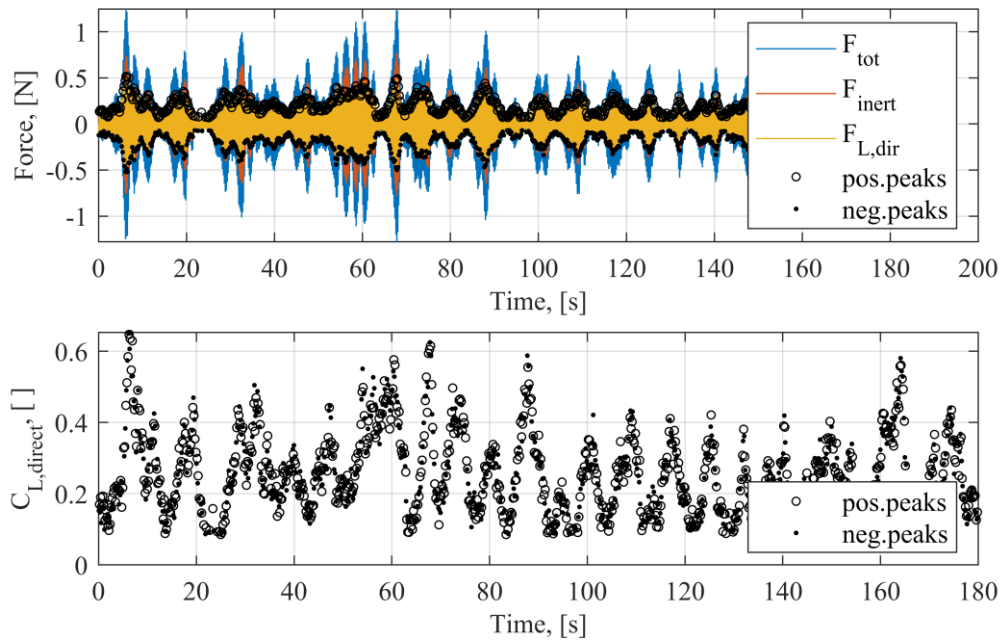 1
0.5
0
-0.5
-1
Force, [N]
F_tot
F_inert
F_L,dir
pos.peaks
neg.peaks
0 20 40 60 80 100 120 140 160 180 200
Time, [s]
0.6
0.4
0.2
0
C_L,direct, [ ]
pos.peaks
neg.peaks
0 20 40 60 80 100 120 140 160 180
Time, [s]